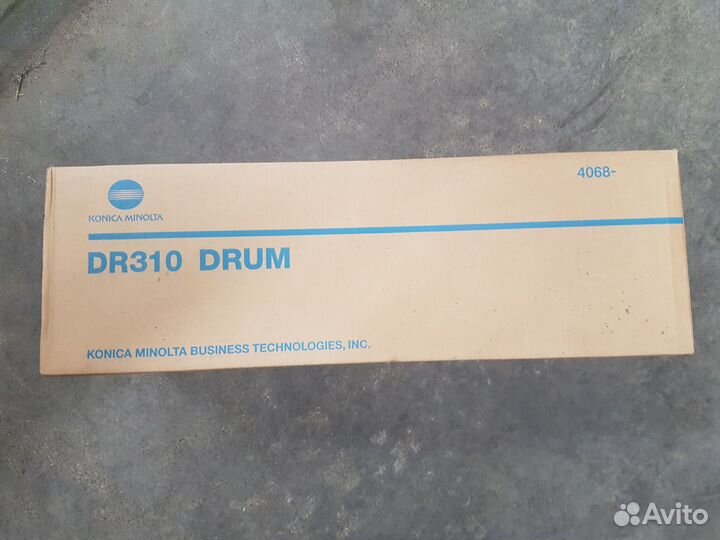 4068-
KONICA MINOLTA
DR310 DRUM
KONICA MINOLTA BUSINESS TECHNOLOGIES, INC.
Avito